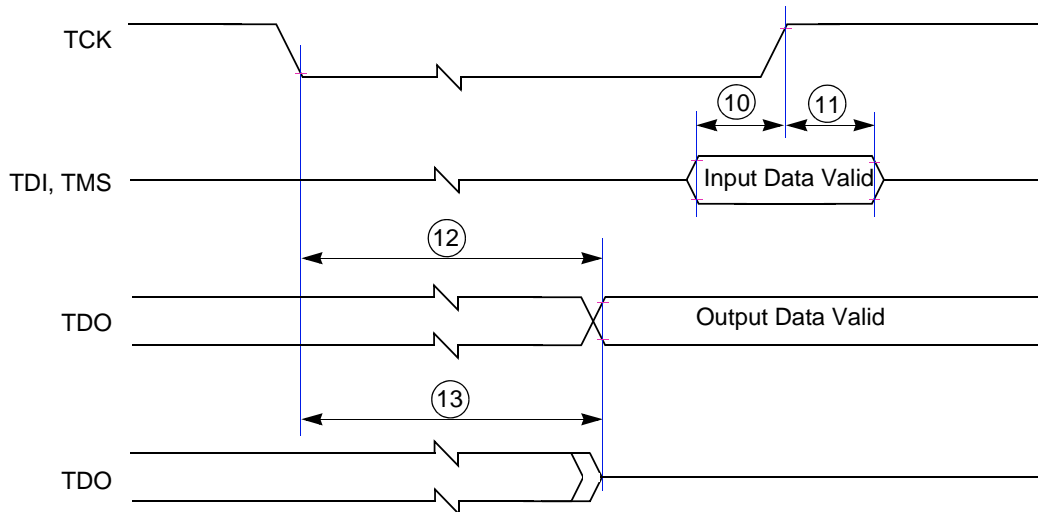 TCK
10
11
TDI, TMS
Input Data Valid
12
TDO
Output Data Valid
13
TDO